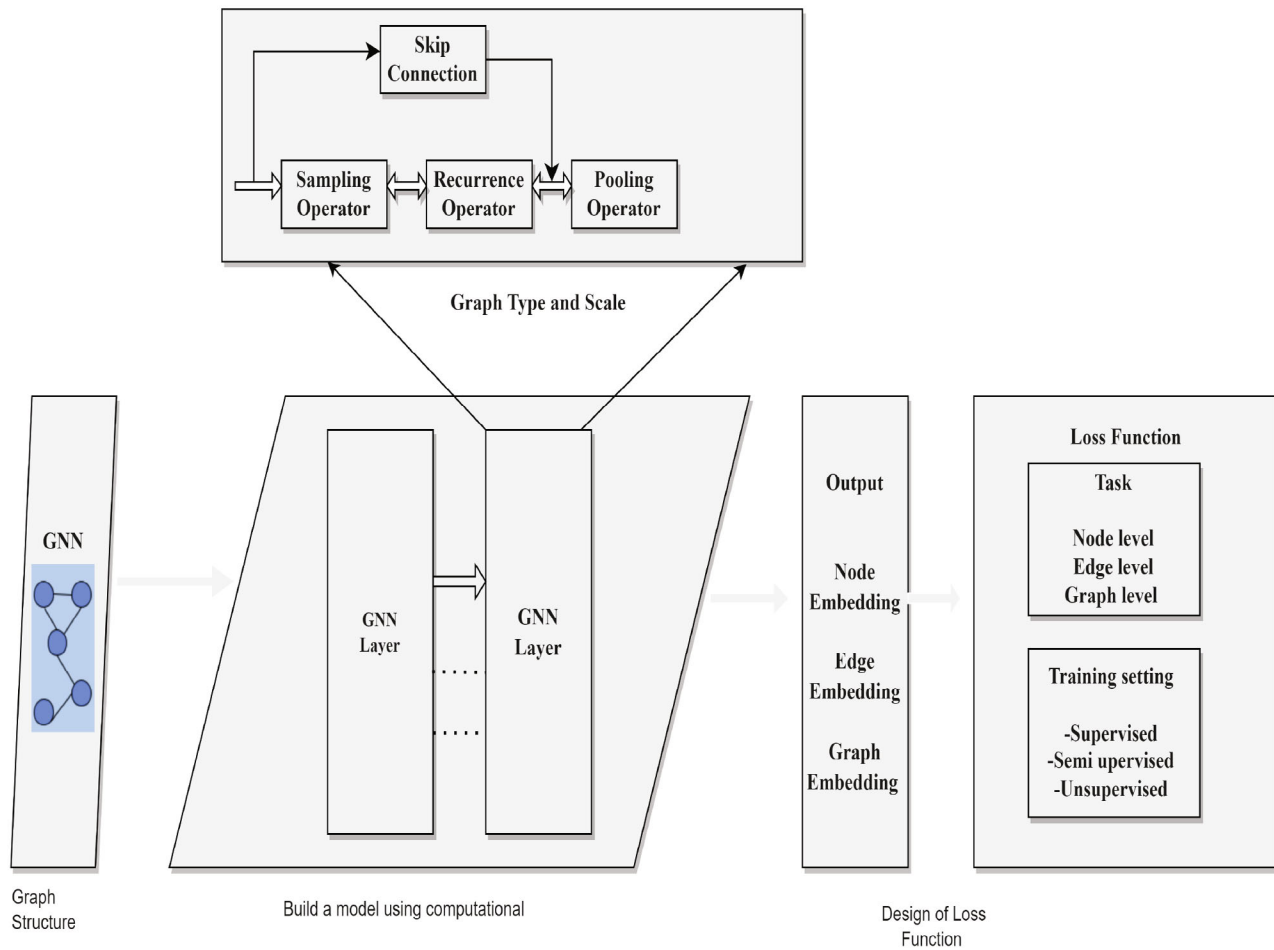 Skip
Connection
Sampling
Operator
Recurrence
Operator
Pooling
Operator
Graph Type and Scale
GNN
GNN
Layer
GNN
Layer
Output
Node
Embedding
Edge
Embedding
Graph
Embedding
Loss Function
Task
Node level
Edge level
Graph level
Training setting
-Supervised
-Semi upervised
-Unsupervised
Graph
Structure
Build a model using computational
Design of Loss
Function